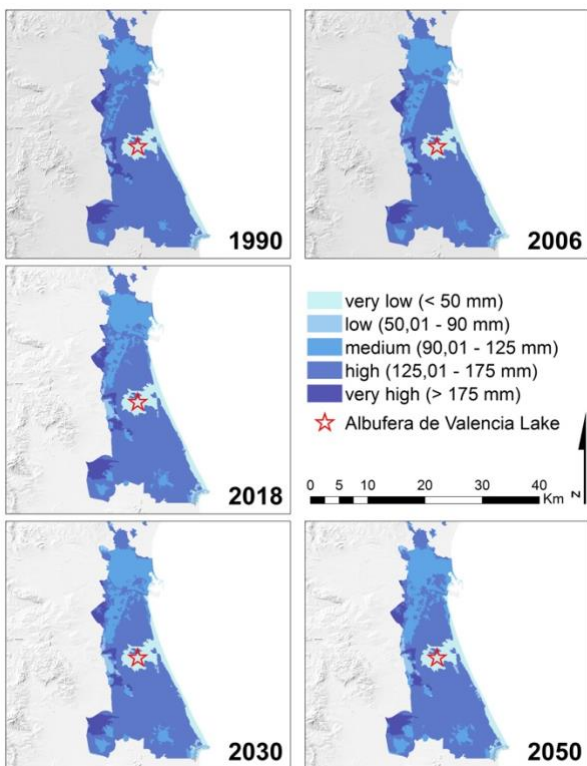 1990
2006
2018
very low (< 50 mm)
low (50,01 - 90 mm)
medium (90,01 - 125 mm)
high (125,01 - 175 mm)
very high (> 175 mm)
Albufera de Valencia Lake
0 5 10 20 30 40
Km
N
2030
2050